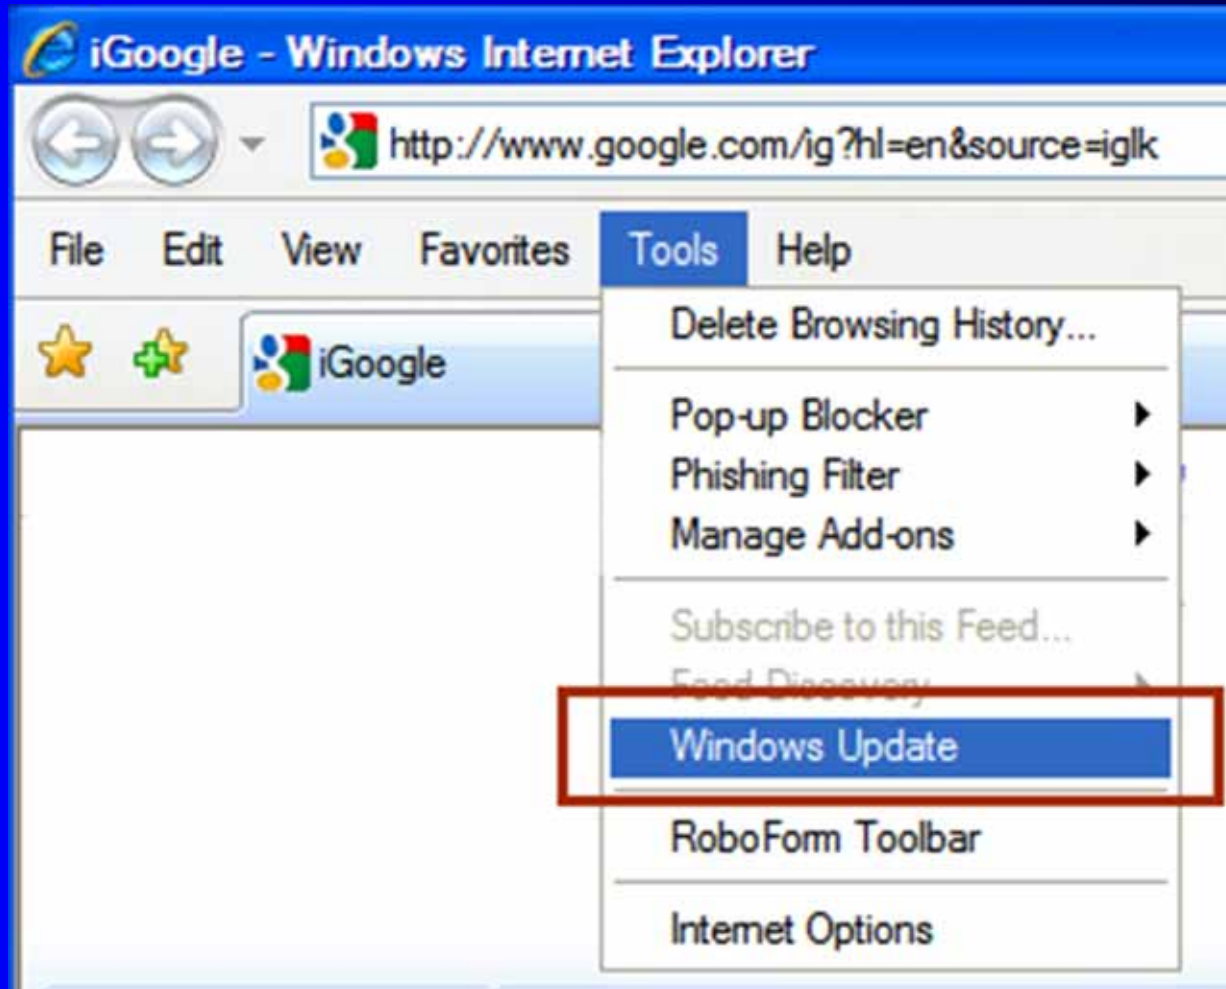 iGoogle - Windows Internet Explorer
http://www.google.com/ig?hl=en&source=iglk
File Edit View Favorites Tools Help
iGoogle
Delete Browsing History...
Pop-up Blocker
Phishing Filter
Manage Add-ons
Subscribe to this Feed...
Feed Discovery
Windows Update
RoboForm Toolbar
Internet Options